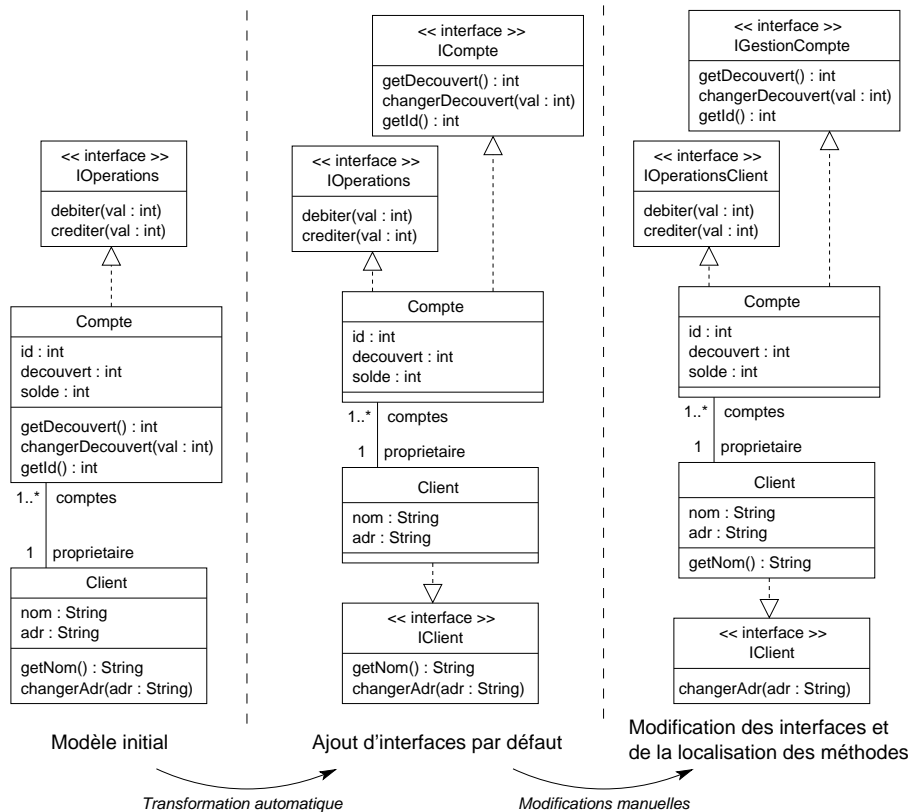 << interface >>
IOperations
debiter(val : int)
crediter(val : int)
Compte
id : int
decouvert : int
solde : int
getDecouvert() : int
changerDecouvert(val : int)
getId() : int
1..* comptes
1 proprietaire
Client
nom : String
adr : String
getNom() : String
changerAdr(adr : String)
Modèle initial
<< interface >>
ICompte
getDecouvert() : int
changerDecouvert(val : int)
getId() : int
<< interface >>
IOperations
debiter(val : int)
crediter(val : int)
Compte
id : int
decouvert : int
solde : int
1..* comptes
1 proprietaire
Client
nom : String
adr : String
<< interface >>
IClient
getNom() : String
changerAdr(adr : String)
Ajout d'interfaces par défaut
<< interface >>
IGestionCompte
getDecouvert() : int
changerDecouvert(val : int)
getId() : int
<< interface >>
IOperationsClient
debiter(val : int)
crediter(val : int)
Compte
id : int
decouvert : int
solde : int
1..* comptes
1 proprietaire
Client
nom : String
adr : String
getNom() : String
<< interface >>
IClient
changerAdr(adr : String)
Modification des interfaces et
de la localisation des méthodes
Transformation automatique
Modifications manuelles